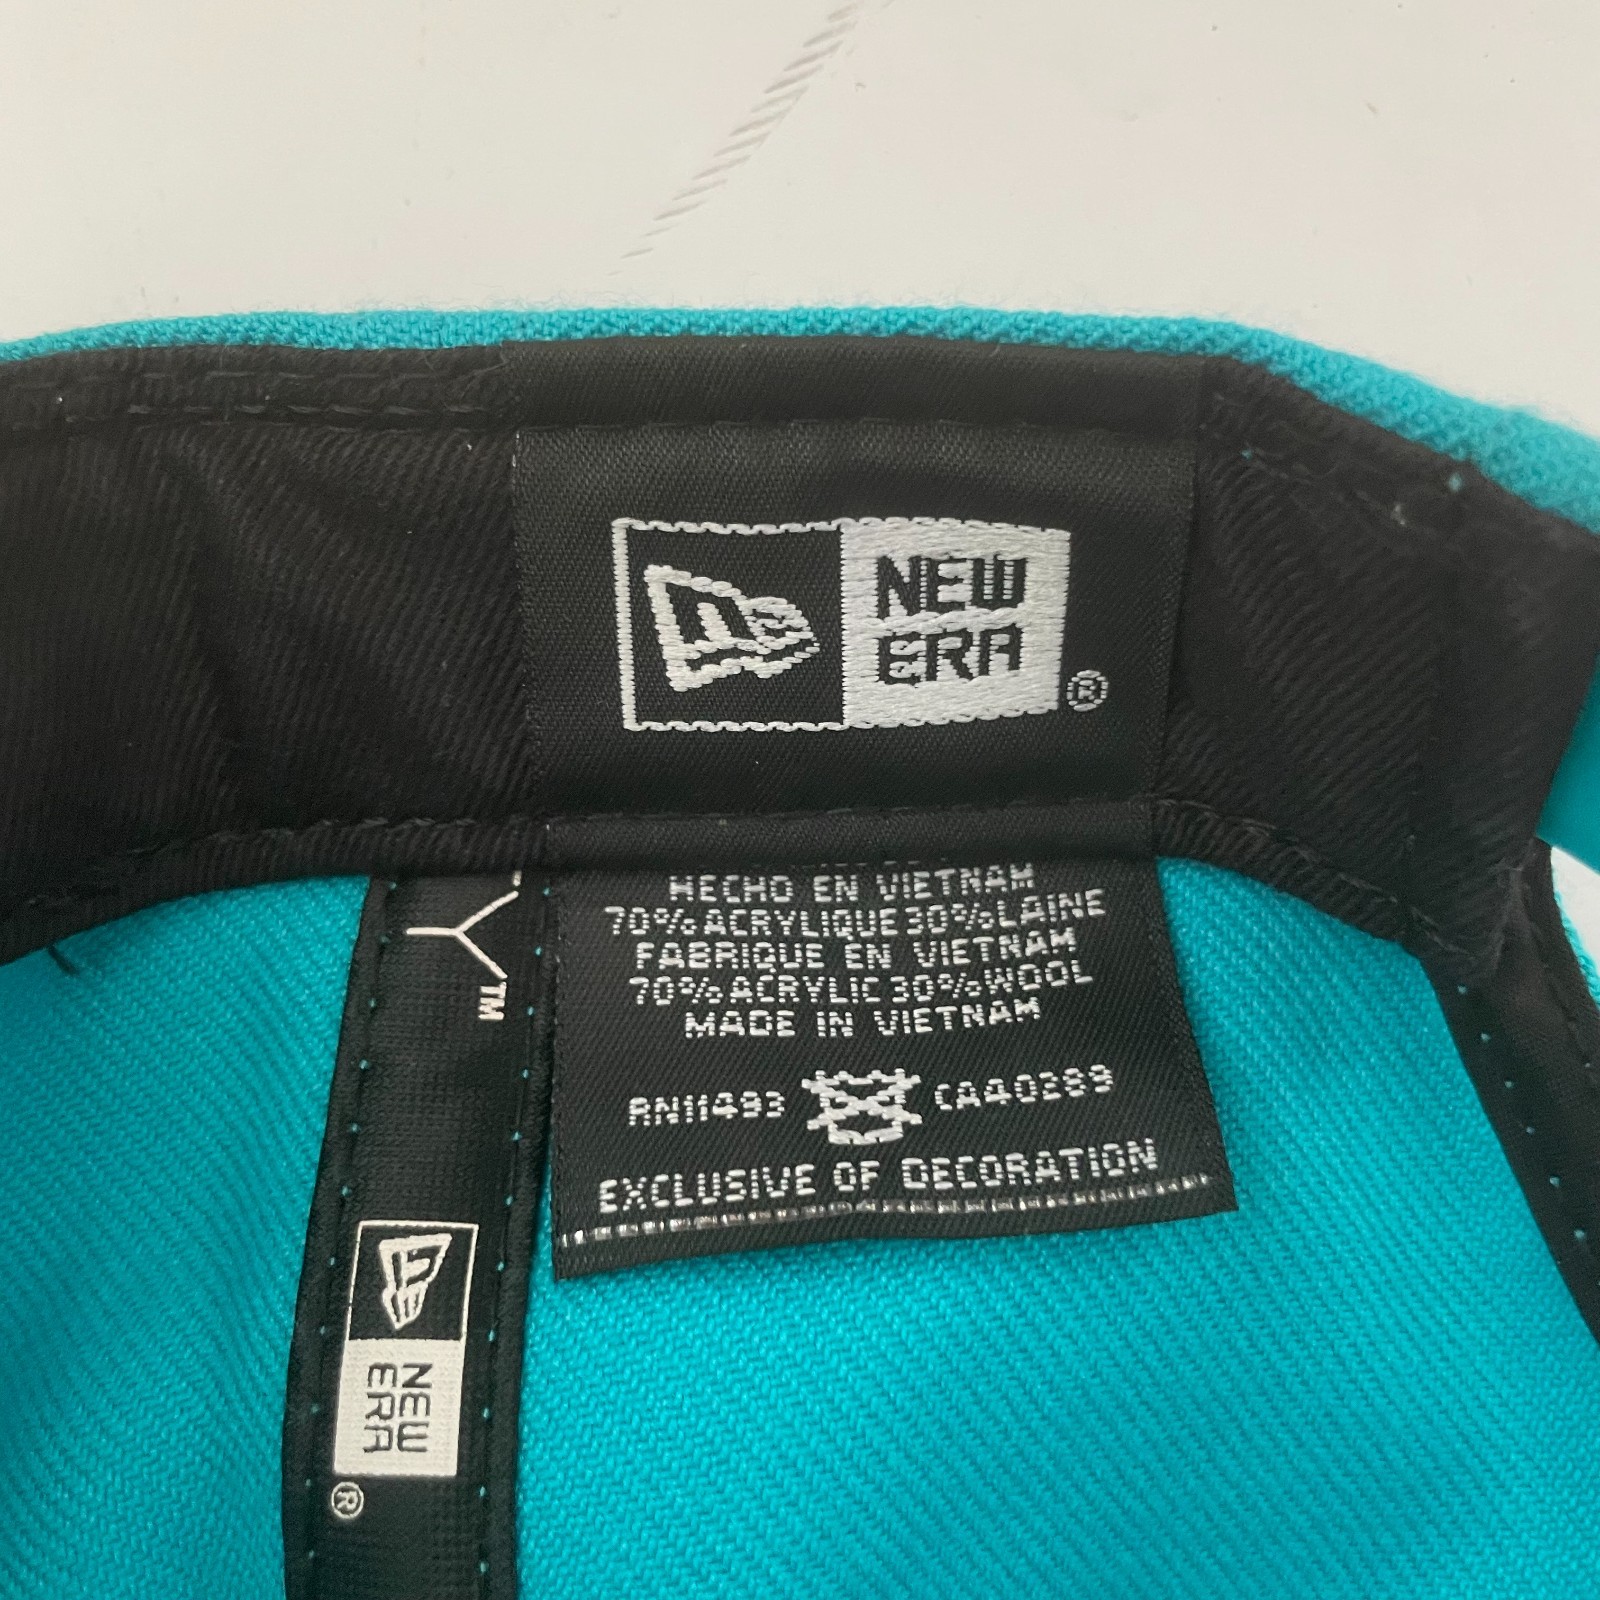 NEW
ERA
®
HECHO EN VIETNAM
70% ACRYLIQUE 30% LAINE
FABRIQUE EN VIETNAM
70% ACRYLIC 30% WOOL
MADE IN VIETNAM
RN11493 CA40289
EXCLUSIVE OF DECORATION
Y™
NEW
ERA
®